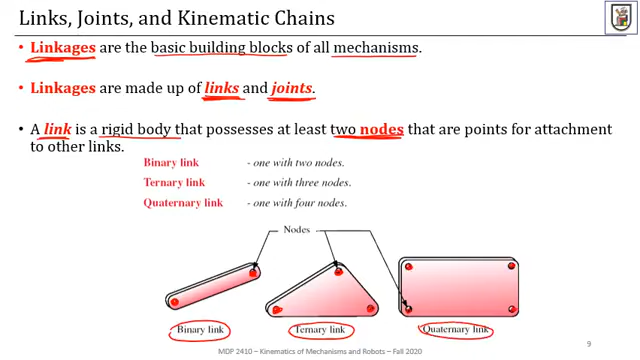 Links, Joints, and Kinematic Chains
• Linkages are the basic building blocks of all mechanisms.
• Linkages are made up of links and joints.
• A link is a rigid body that possesses at least two nodes that are points for attachment
to other links.
Binary link - one with two nodes.
Ternary link - one with three nodes.
Quaternary link - one with four nodes.
Nodes
Binary link Ternary link Quaternary link
MDP 2410 – Kinematics of Mechanisms and Robots – Fall 2020
9